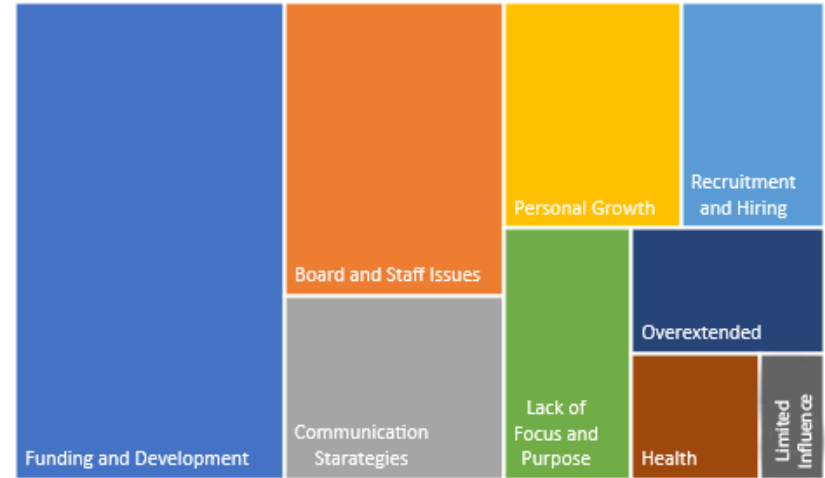 Funding and Development
Board and Staff Issues
Communication
Starategies
Personal Growth
Recruitment
and Hiring
Lack of
Focus and
Purpose
Overextended
Health
Limited
Influence